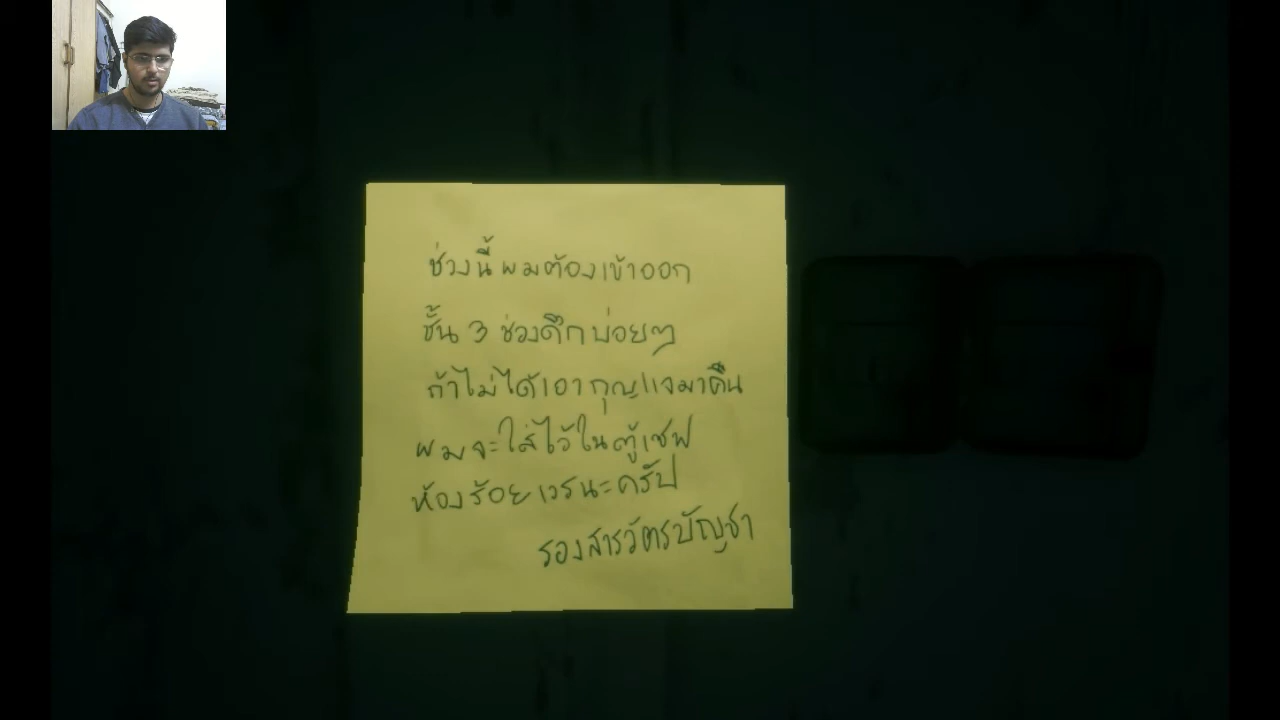 ช่วงนี้ ผมต้องเข้าออก
ชั้น 3 ช่วงดึกบ่อยๆ
ถ้าไม่ได้เอากุญแจมาคืน
ผมจะใส่ไว้ในตู้เซฟ
ห้องร้อยเวรนะครับ
รองสารวัตรบัญชา